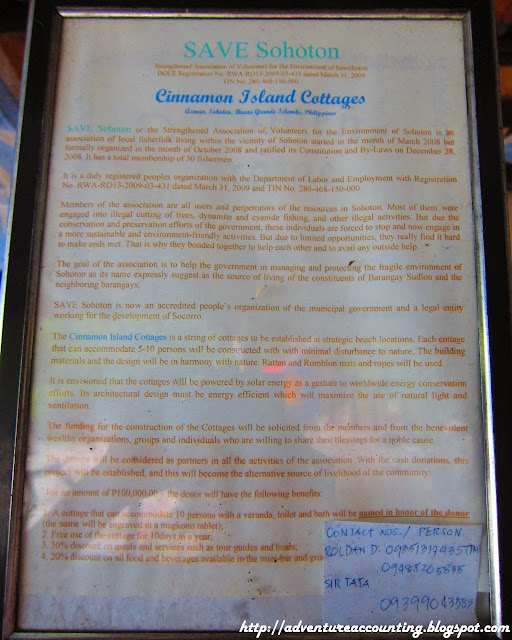 SAVE Sohoton
Strengthened Association of Volunteers for the Environment of Sowohoton
DOLE Registration No. RWA-RO13-2009-03-431 dated March 31, 2009
TIN No. 280-468-150-000
Cinnamon Island Cottages
Sohoton, Bucas Grande Islands, Philippines
SAVE Sohoton or the Strengthened Association of Volunteers for the Environment of Sohoton is an
association of local fisherfolk living within the vicinity of Sohoton started in the month of March 2008 but
formally organized in the month of October 2008 and ratified its Constitution and By-Laws on December 28,
2008. It has a total membership of 50 fishermen.
It is a duly registered peoples organization with the Department of Labor and Employment with Registration
No. RWA-RO13-2009-03-431 dated March 31, 2009 and TIN No. 280-468-150-000.
Members of the association are all users and perpetrators of the resources in Sohoton. Most of them were
engaged into illegal cutting of trees, dynamite and cyanide fishing, and other illegal activities. But due the
conservation and preservation efforts of the government, these individuals are forced to stop and now engage in
a more sustainable and environment-friendly activities. But due to limited opportunities, they really find it hard
to make ends met. That is why they bonded together to help each other and to avail any outside help.
The goal of the association is to help the government in managing and protecting the fragile environment of
Sohoton as its name expressly suggest as the source of living of the constituents of Barangay Sudlon and the
neighboring barangays.
SAVE Sohoton is now an accredited people's organization of the municipal government and a legal entity
working for the development of Socorro.
The Cinnamon Island Cottages is a string of cottages to be established at strategic beach locations. Each cottage
that can accommodate 5-10 persons will be constructed with with minimal disturbance to nature. The building
materials and the design will be in harmony with nature. Rattan and Romblon mats and ropes will be used.
It is envisioned that the cottages will be powered by solar energy as a gesture to worldwide energy conservation
efforts. Its architectural design must be energy efficient which will maximize the use of natural light and
ventilation.
The funding for the construction of the Cottages will be solicited from the members and from the benevolent
wealthy organizations, groups and individuals who are willing to share their blessings for a noble cause.
The donors will be considered as partners in all the activities of the association. With the cash donations, this
project will be established, and this will become the alternative source of livelihood of the community.
For an amount of P100,000.00, the donor will have the following benefits:
1. A cottage that can accommodate 10 persons with a veranda, toilet and bath will be named in honor of the donor
(the name will be engraved in a magkono tablet);
2. Free use of the cottage for 10days in a year;
3. 30% discount on meals and services such as tour guides and boats;
4. 20% discount on all food and beverages available in the mini-bar and
CONTACT NOS./ PERSON
ROLDAN D.
09488205835
SIR TATA
http://adventureaccounting.blogspot.com